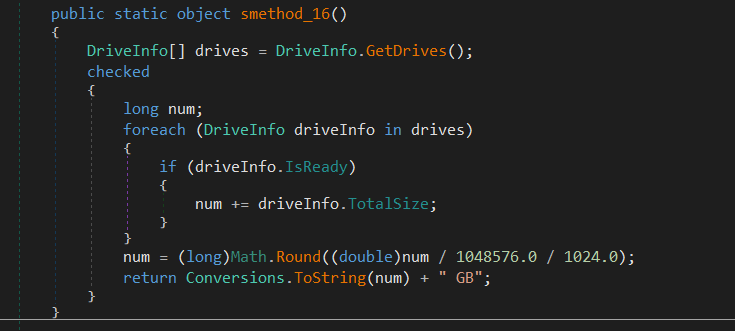 public static object smethod_16()
{
DriveInfo[] drives = DriveInfo.GetDrives();
checked
{
long num;
foreach (DriveInfo driveInfo in drives)
{
if (driveInfo.IsReady)
{
num += driveInfo.TotalSize;
}
}
num = (long)Math.Round((double)num / 1048576.0 / 1024.0);
return Conversions.ToString(num) + " GB";
}
}